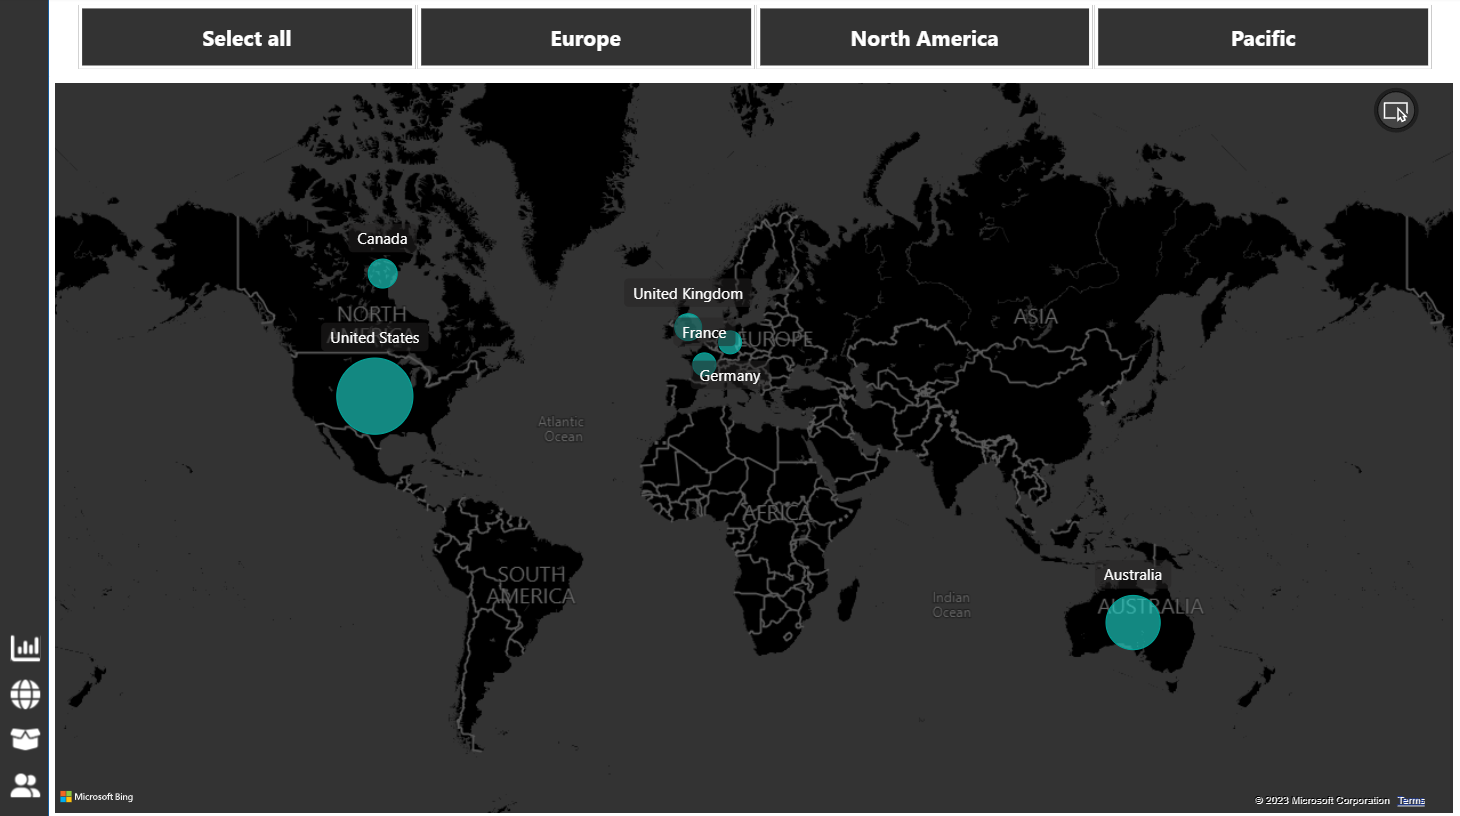 Select all
Europe
North America
Pacific
Canada
United Kingdom
NORTH
AMERICA
United States
France
EUROPE
ASIA
Germany
Atlantic
Ocean
AFRICA
SOUTH
AMERICA
Australia
AUSTRALIA
Indian
Ocean
Microsoft Bing
© 2023 Microsoft Corporation Terms